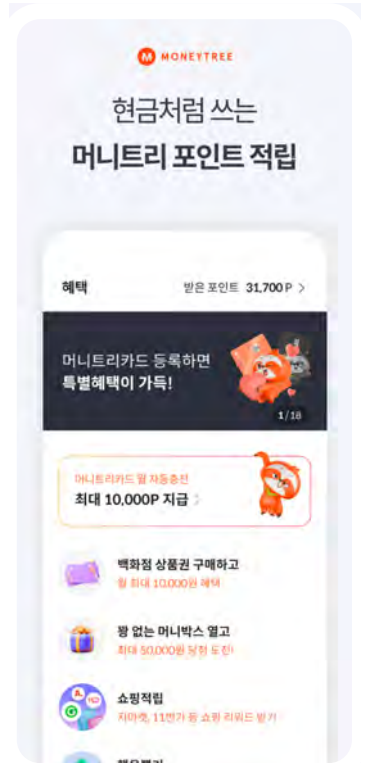 MONEYTREE
현금처럼 쓰는
머니트리 포인트 적립
혜택
받은 포인트 31,700 P >
머니트리카드 등록하면
특별혜택이 가득!
1/18
머니트리카드 월 자동충전
최대 10,000P 지급
백화점 상품권 구매하고
월 최대 10,000원 혜택
꽝 없는 머니박스 열고
최대 50,000원 당첨 도전!
쇼핑적립
지마켓, 11번가 등 쇼핑 리워드 받기